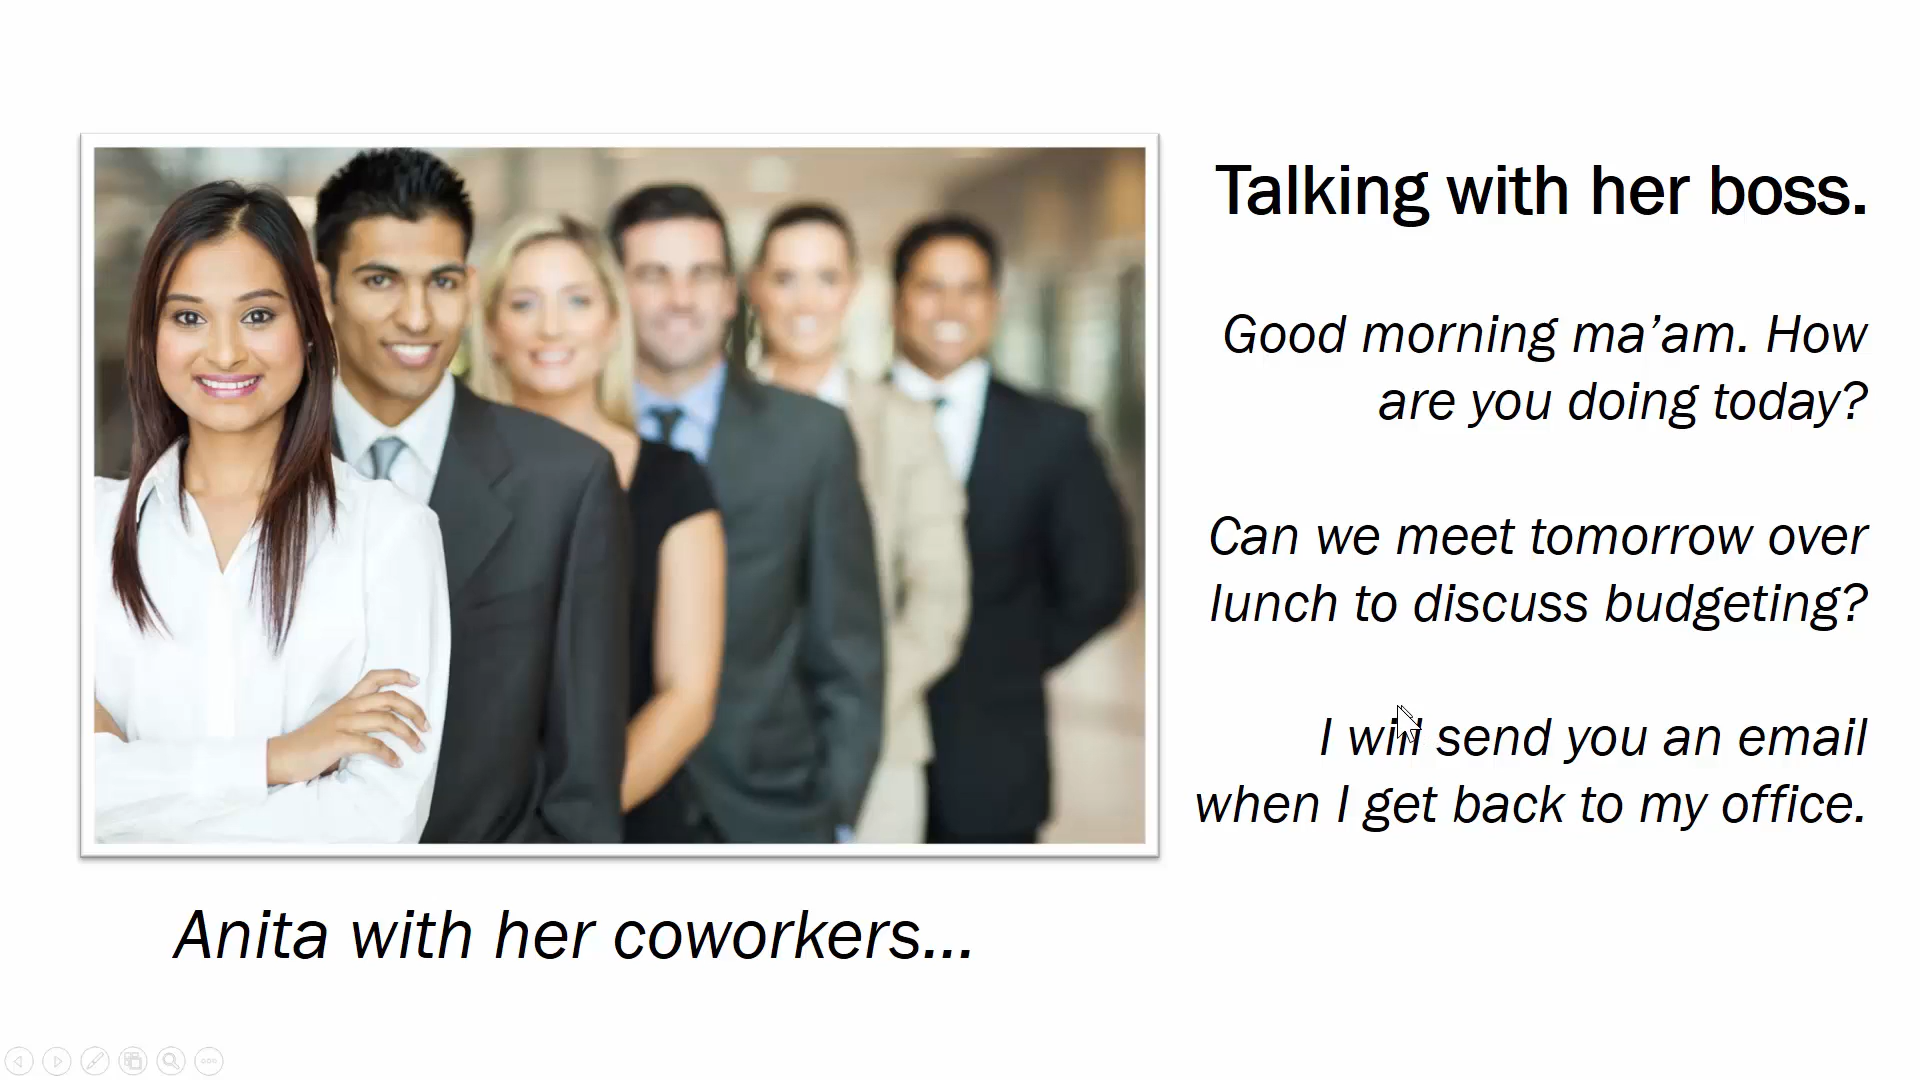 Talking with her boss.
Good morning ma’am. How
are you doing today?
Can we meet tomorrow over
lunch to discuss budgeting?
I will send you an email
when I get back to my office.
Anita with her coworkers...